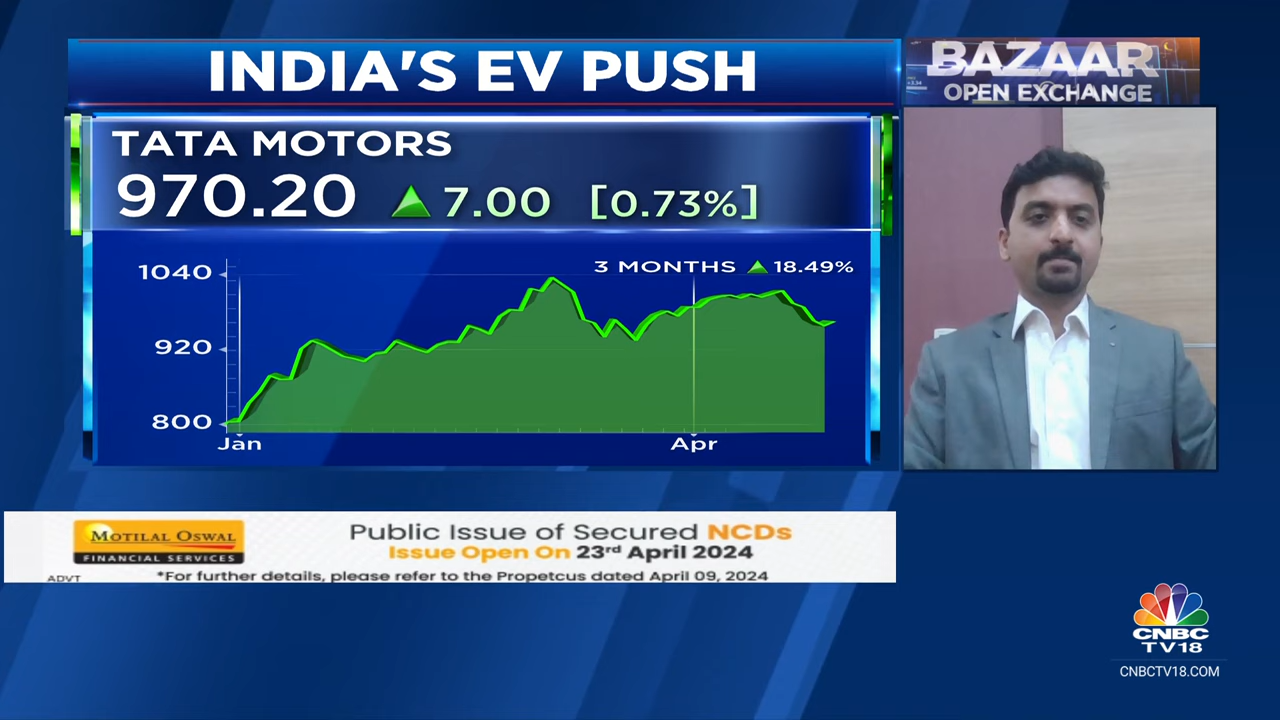 INDIA'S EV PUSH
BAZAAR
OPEN EXCHANGE
TATA MOTORS
970.20 ▲ 7.00 [0.73%]
3 MONTHS ▲ 18.49%
1040
920
800
Jan Apr
MOTILAL OSWAL
FINANCIAL SERVICES
Public Issue of Secured NCDs
Issue Open On 23rd April 2024
*For further details, please refer to the Propetcus dated April 09, 2024
ADVT
CNBC
TV18
CNBCTV18.COM